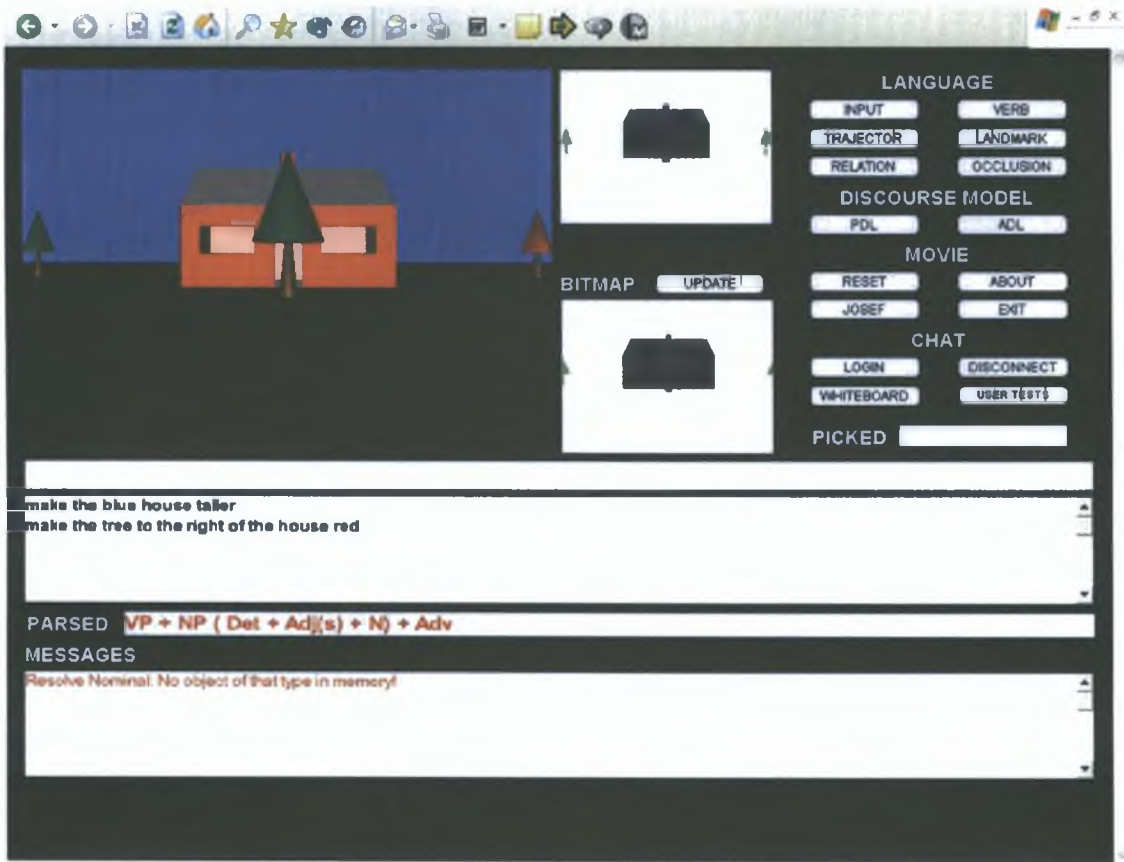 LANGUAGE
INPUT VERB
TRAJECTOR LANDMARK
RELATION OCCLUSION
DISCOURSE MODEL
PDL ADL
MOVIE
BITMAP UPDATE RESET ABOUT
JOSEF EXIT
CHAT
LOGIN DISCONNECT
WHITEBOARD USER TESTS
PICKED
make the blue house taller
make the tree to the right of the house red
PARSED VP + NP ( Det + Adj(s) + N) + Adv
MESSAGES
Resolve Nominal: No object of that type in memory!